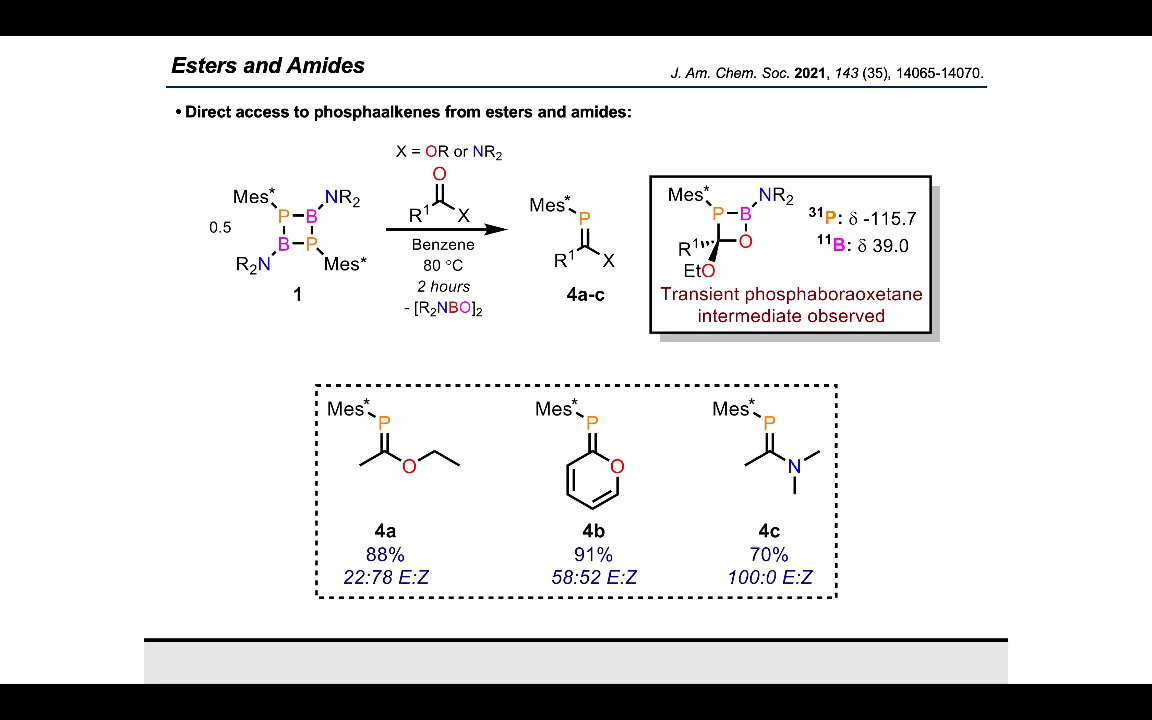 Esters and Amides
J. Am. Chem. Soc. 2021, 143 (35), 14065-14070.
• Direct access to phosphaalkenes from esters and amides:
X = OR or NR2
O
R1 X
Mes* NR2
P B
0.5
B P
R2N Mes*
1
Benzene
80 °C
2 hours
- [R2NBO]2
Mes*
P
R1 X
4a-c
Mes* NR2
P B
R1 O
EtO
31P: δ -115.7
11B: δ 39.0
Transient phosphaboraoxetane
intermediate observed
Mes*
P
O
4a
88%
22:78 E:Z
Mes*
P
O
4b
91%
58:52 E:Z
Mes*
P
N
4c
70%
100:0 E:Z